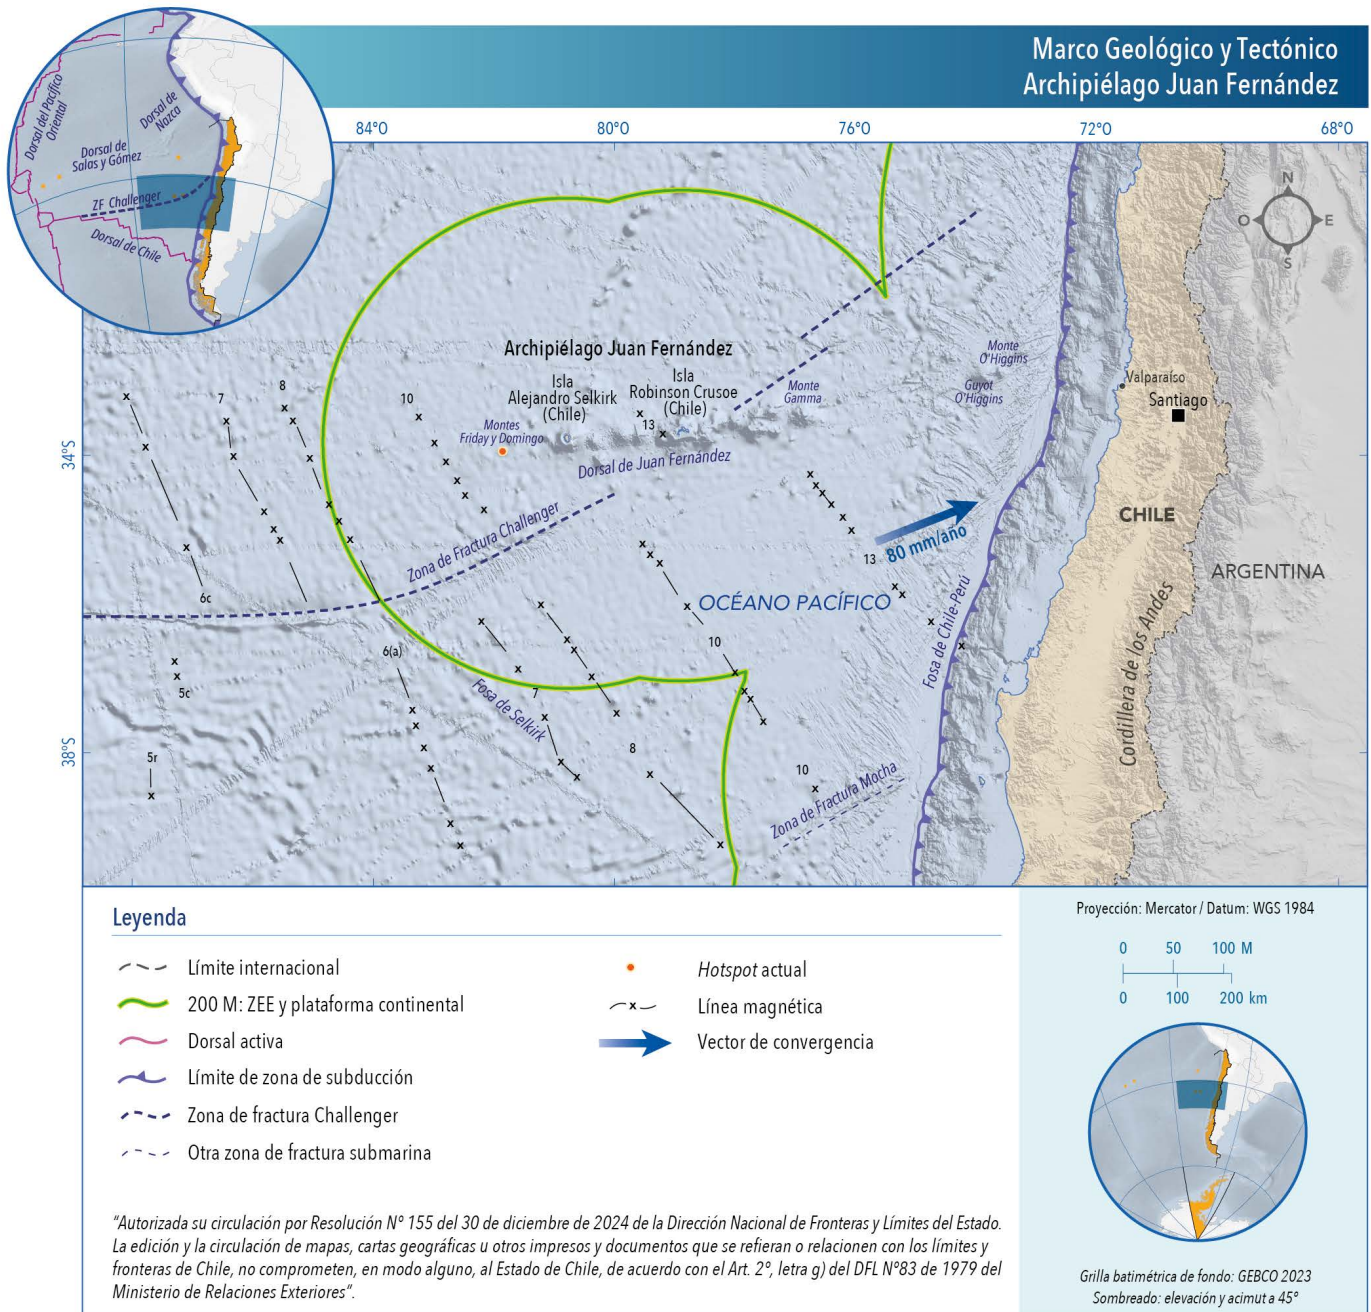 Marco Geológico y Tectónico
Archipiélago Juan Fernández
Dorsal del Pacífico
Oriental
Dorsal de
Nazca
Dorsal de
Salas y Gómez
ZF Challenger
Dorsal de Chile
84°O
80°O
76°O
72°O
68°O
34°S
38°S
N
O
E
S
Archipiélago Juan Fernández
Isla
Alejandro Selkirk
(Chile)
Isla
Robinson Crusoe
(Chile)
Monte
O'Higgins
Guyot
O'Higgins
Monte
Gamma
Montes
Friday y Domingo
Dorsal de Juan Fernández
Valparaíso
Santiago
8
7
10
13
6c
Zona de Fractura Challenger
80 mm/año
13
CHILE
ARGENTINA
OCÉANO PACÍFICO
Fosa de Chile-Perú
Cordillera de los Andes
6(a)
5c
5r
7
Fosa de Selkirk
8
10
10
Zona de Fractura Mocha
Leyenda
Límite internacional
200 M: ZEE y plataforma continental
Dorsal activa
Límite de zona de subducción
Zona de fractura Challenger
Otra zona de fractura submarina
Hotspot actual
Línea magnética
Vector de convergencia
Proyección: Mercator / Datum: WGS 1984
0 50 100 M
0 100 200 km
Grilla batimétrica de fondo: GEBCO 2023
Sombreado: elevación y acimut a 45°
"Autorizada su circulación por Resolución N° 155 del 30 de diciembre de 2024 de la Dirección Nacional de Fronteras y Límites del Estado.
La edición y la circulación de mapas, cartas geográficas u otros impresos y documentos que se refieran o relacionen con los límites y
fronteras de Chile, no comprometen, en modo alguno, al Estado de Chile, de acuerdo con el Art. 2°, letra g) del DFL N°83 de 1979 del
Ministerio de Relaciones Exteriores".